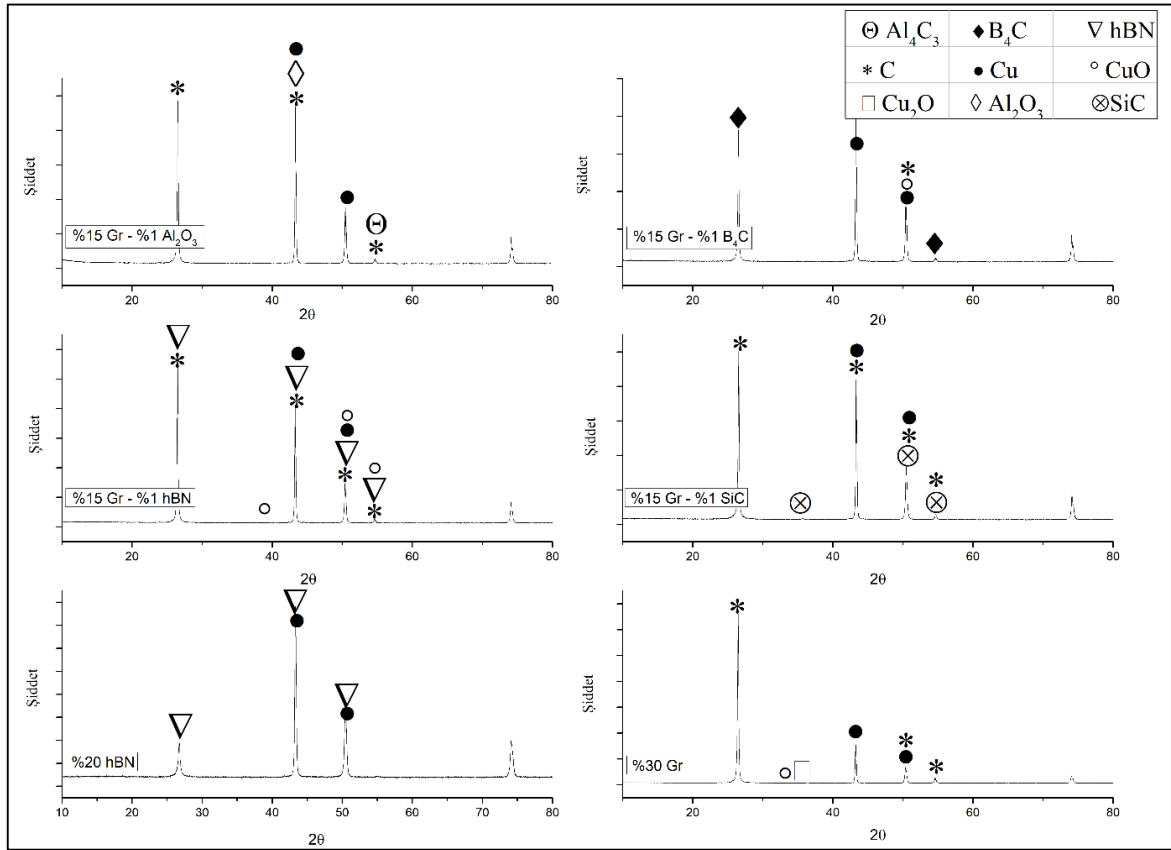 Θ Al₄C₃ ◆ B₄C ▽ hBN
* C ● Cu ○ CuO
□ Cu₂O ◇ Al₂O₃ ⊗ SiC
Şiddet
%15 Gr - %1 Al₂O₃
20 40 60 80
2θ
Şiddet
%15 Gr - %1 B₄C
20 40 60 80
2θ
Şiddet
%15 Gr - %1 hBN
20 40 60 80
2θ
Şiddet
%15 Gr - %1 SiC
20 40 60 80
2θ
Şiddet
%20 hBN
10 20 30 40 50 60 70 80
2θ
Şiddet
%30 Gr
20 40 60 80
2θ